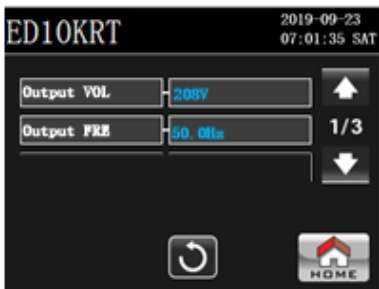 ED10KRT
2019-09-23
07:01:35 SAT
Output VOL
208V
Output FRE
50.0Hz
1/3
HOME